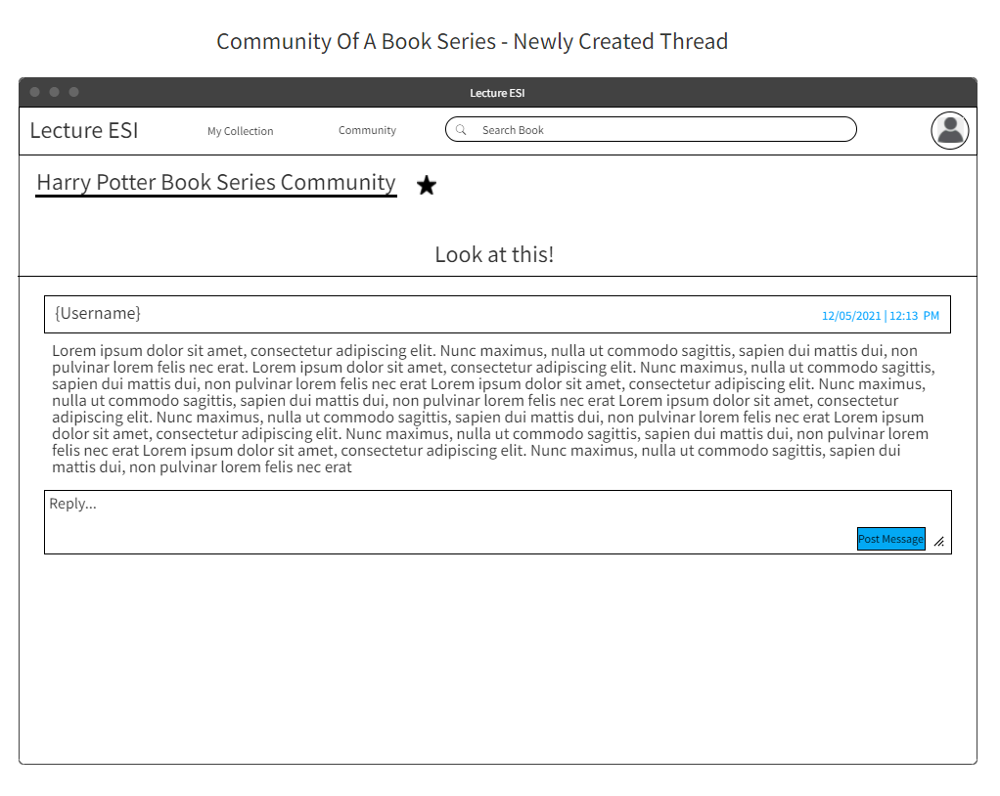 Community Of A Book Series - Newly Created Thread
Lecture ESI
Lecture ESI
My Collection
Community
Search Book
Harry Potter Book Series Community
Look at this!
{Username}
12/05/2021 | 12:13 PM
Lorem ipsum dolor sit amet, consectetur adipiscing elit. Nunc maximus, nulla ut commodo sagittis, sapien dui mattis dui, non
pulvinar lorem felis nec erat. Lorem ipsum dolor sit amet, consectetur adipiscing elit. Nunc maximus, nulla ut commodo sagittis,
sapien dui mattis dui, non pulvinar lorem felis nec erat Lorem ipsum dolor sit amet, consectetur adipiscing elit. Nunc maximus,
nulla ut commodo sagittis, sapien dui mattis dui, non pulvinar lorem felis nec erat Lorem ipsum dolor sit amet, consectetur
adipiscing elit. Nunc maximus, nulla ut commodo sagittis, sapien dui mattis dui, non pulvinar lorem felis nec erat Lorem ipsum
dolor sit amet, consectetur adipiscing elit. Nunc maximus, nulla ut commodo sagittis, sapien dui mattis dui, non pulvinar lorem
felis nec erat Lorem ipsum dolor sit amet, consectetur adipiscing elit. Nunc maximus, nulla ut commodo sagittis, sapien dui
mattis dui, non pulvinar lorem felis nec erat
Reply...
Post Message